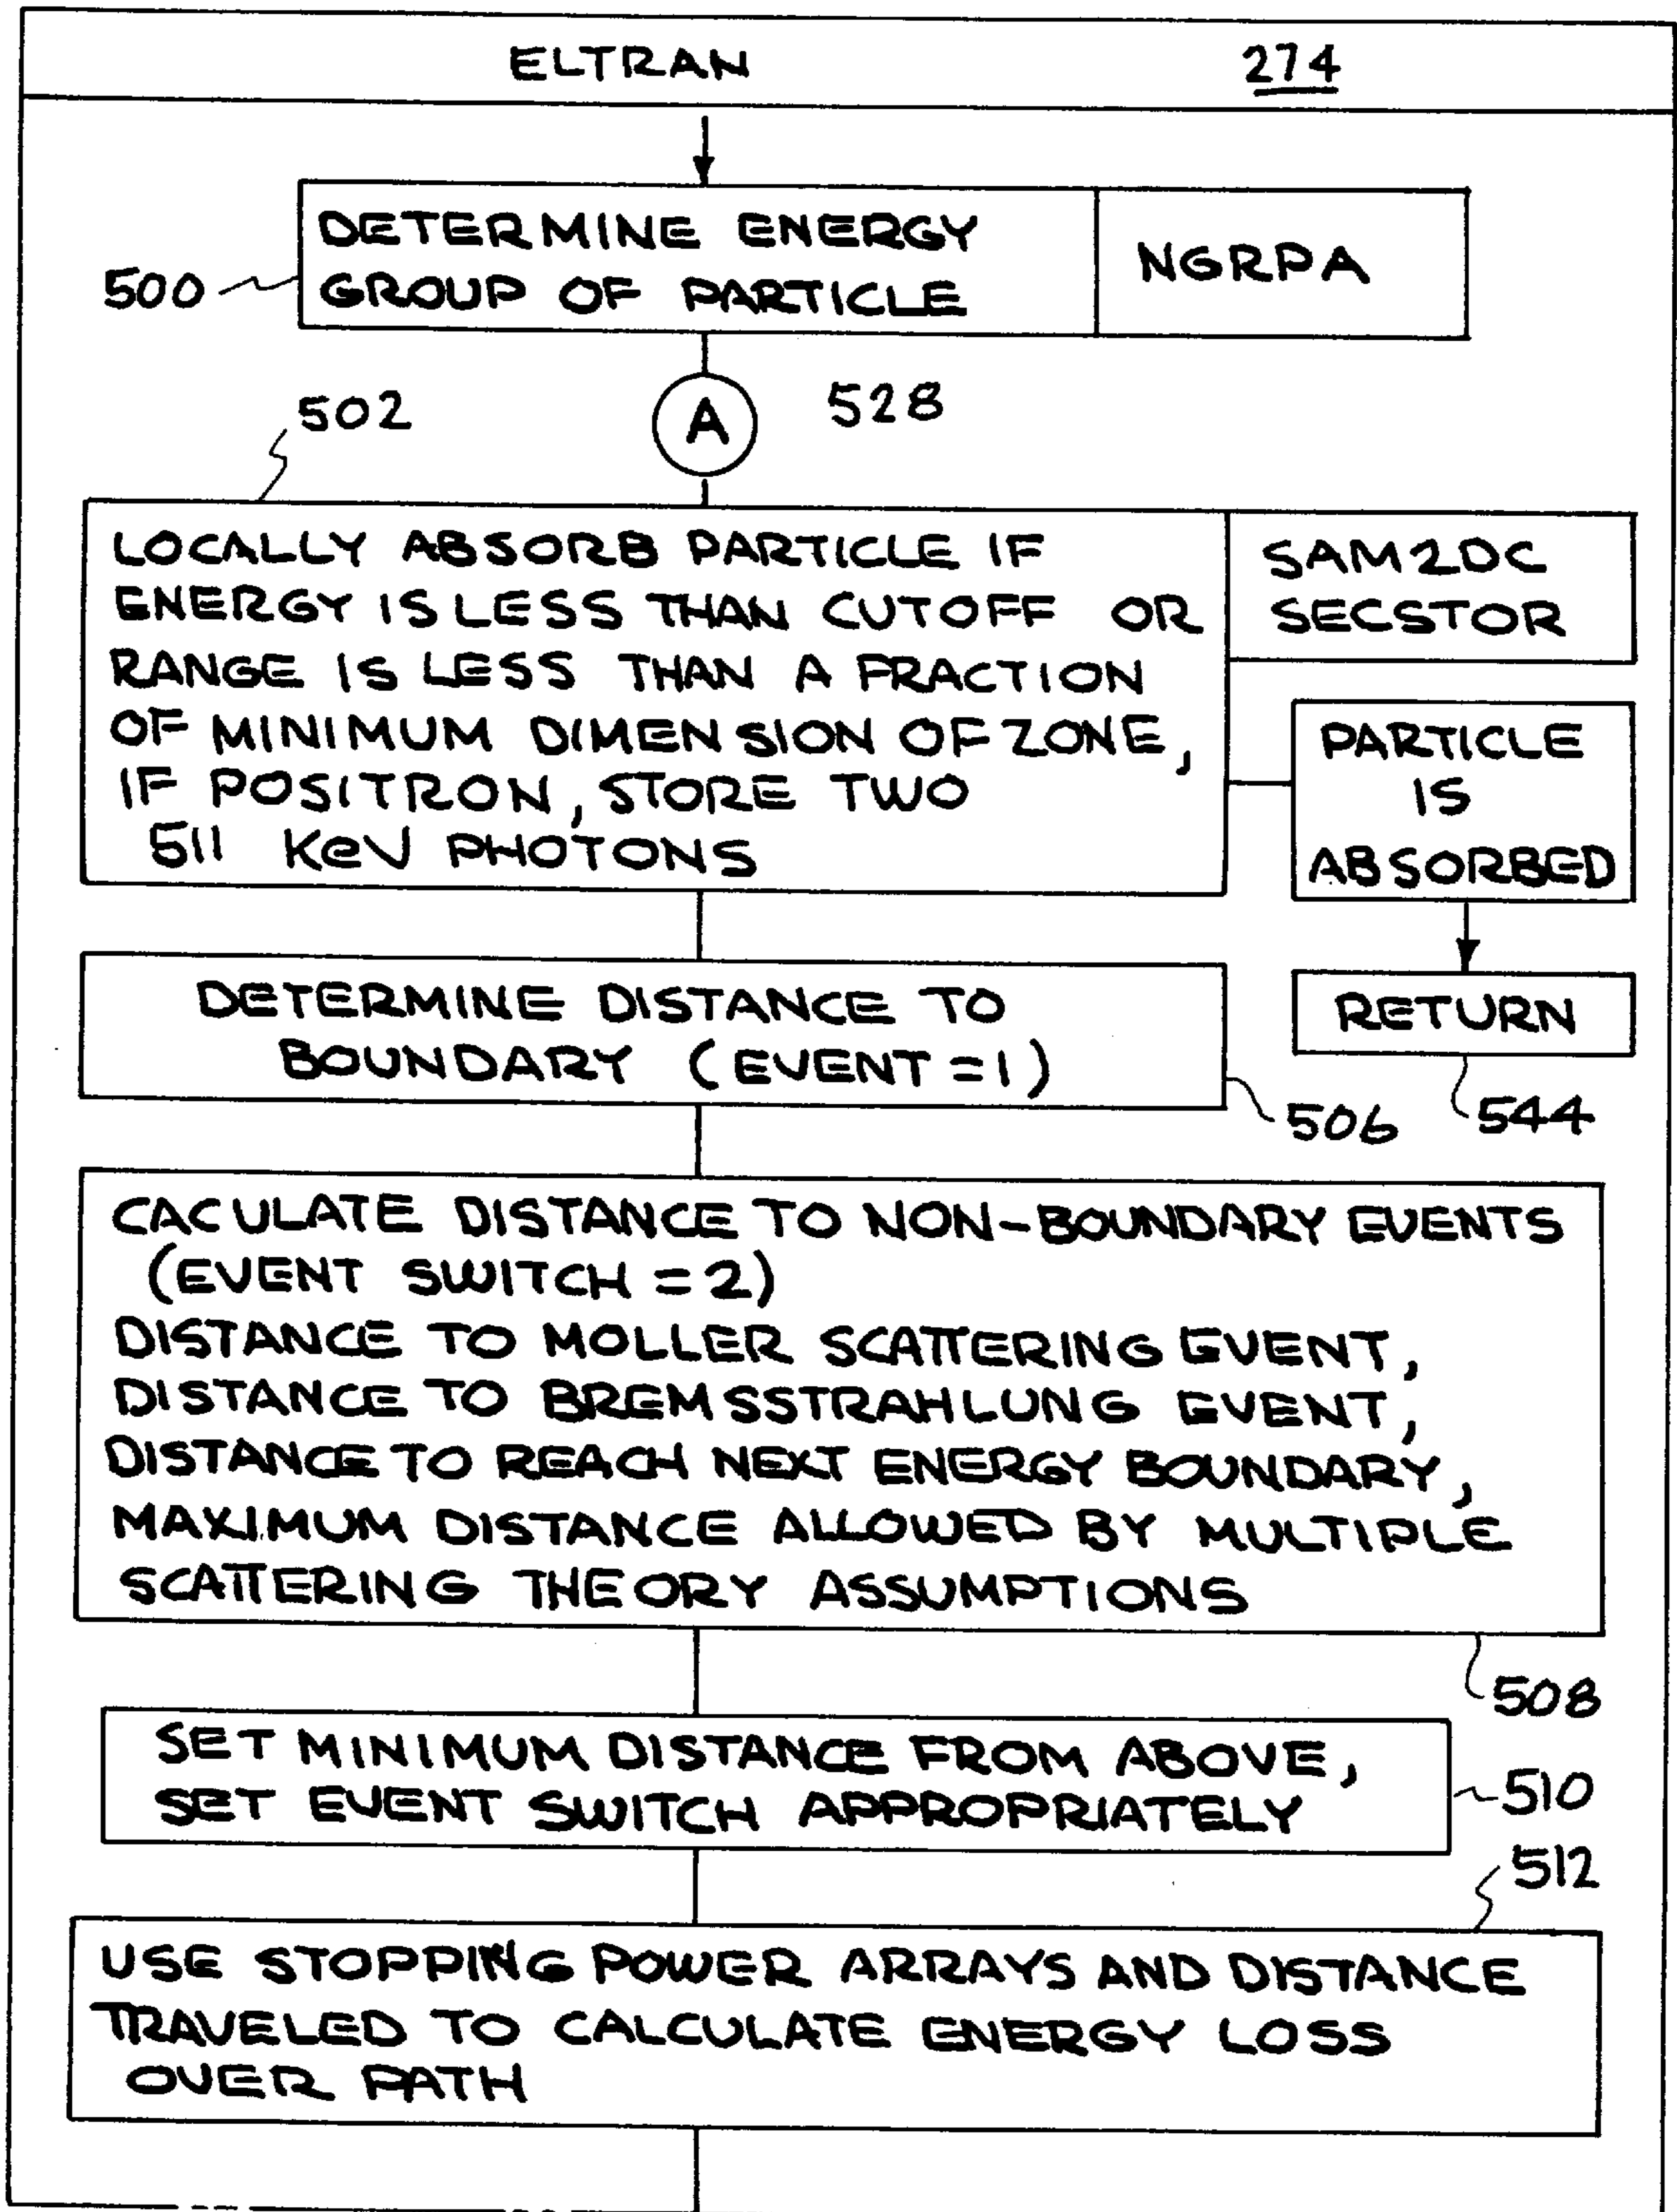 ELTRAN 274
DETERMINE ENERGY
GROUP OF PARTICLE
NGRPA
500
502
A
528
LOCALLY ABSORB PARTICLE IF
ENERGY IS LESS THAN CUTOFF OR
RANGE IS LESS THAN A FRACTION
OF MINIMUM DIMENSION OF ZONE,
IF POSITRON, STORE TWO
511 KeV PHOTONS
SAM2DC
SECSTOR
PARTICLE
IS
ABSORBED
RETURN
544
DETERMINE DISTANCE TO
BOUNDARY (EVENT =1)
506
CACULATE DISTANCE TO NON-BOUNDARY EVENTS
(EVENT SWITCH = 2)
DISTANCE TO MOLLER SCATTERING EVENT,
DISTANCE TO BREMSSTRAHLUNG EVENT,
DISTANCE TO REACH NEXT ENERGY BOUNDARY,
MAXIMUM DISTANCE ALLOWED BY MULTIPLE
SCATTERING THEORY ASSUMPTIONS
508
SET MINIMUM DISTANCE FROM ABOVE,
SET EVENT SWITCH APPROPRIATELY
510
512
USE STOPPING POWER ARRAYS AND DISTANCE
TRAVELED TO CALCULATE ENERGY LOSS
OVER PATH